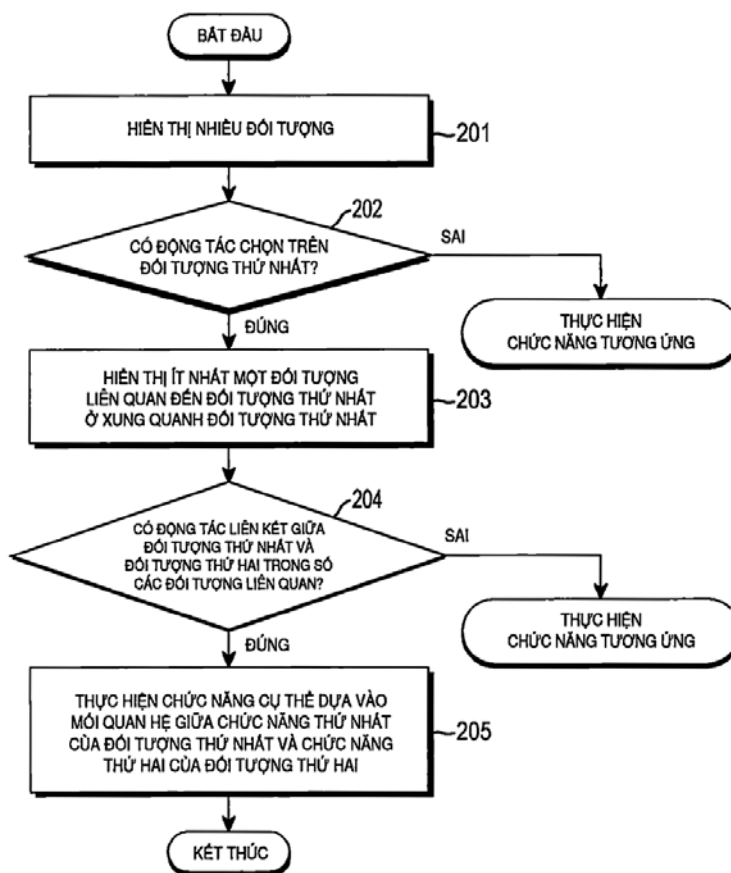 BẮT ĐẦU
HIỂN THỊ NHIỀU ĐỐI TƯỢNG
201
202
CÓ ĐỘNG TÁC CHỌN TRÊN
ĐỐI TƯỢNG THỨ NHẤT?
SAI
THỰC HIỆN
CHỨC NĂNG TƯƠNG ỨNG
ĐÚNG
HIỂN THỊ ÍT NHẤT MỘT ĐỐI TƯỢNG
LIÊN QUAN ĐẾN ĐỐI TƯỢNG THỨ NHẤT
Ở XUNG QUANH ĐỐI TƯỢNG THỨ NHẤT
203
204
CÓ ĐỘNG TÁC LIÊN KẾT GIỮA
ĐỐI TƯỢNG THỨ NHẤT VÀ
ĐỐI TƯỢNG THỨ HAI TRONG SỐ
CÁC ĐỐI TƯỢNG LIÊN QUAN?
SAI
THỰC HIỆN
CHỨC NĂNG TƯƠNG ỨNG
ĐÚNG
THỰC HIỆN CHỨC NĂNG CỤ THỂ DỰA VÀO
MỐI QUAN HỆ GIỮA CHỨC NĂNG THỨ NHẤT
CỦA ĐỐI TƯỢNG THỨ NHẤT VÀ CHỨC NĂNG
THỨ HAI CỦA ĐỐI TƯỢNG THỨ HAI
205
KẾT THÚC